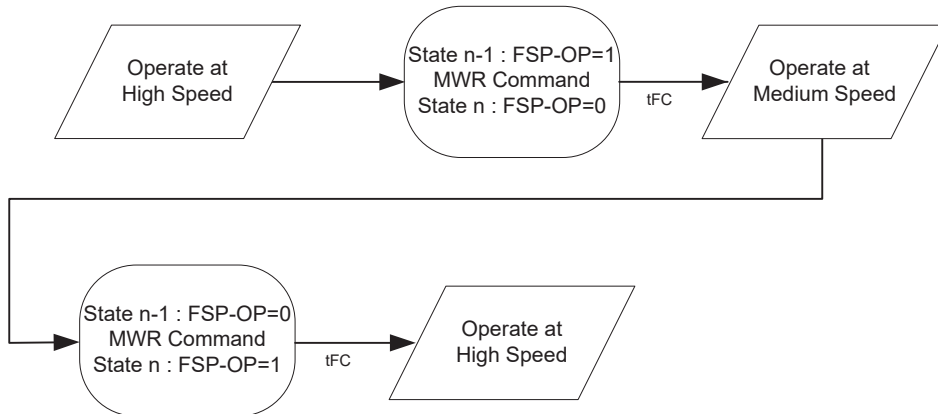 Operate at
High Speed
State n-1 : FSP-OP=1
MWR Command
State n : FSP-OP=0
tFC
Operate at
Medium Speed
State n-1 : FSP-OP=0
MWR Command
State n : FSP-OP=1
tFC
Operate at
High Speed